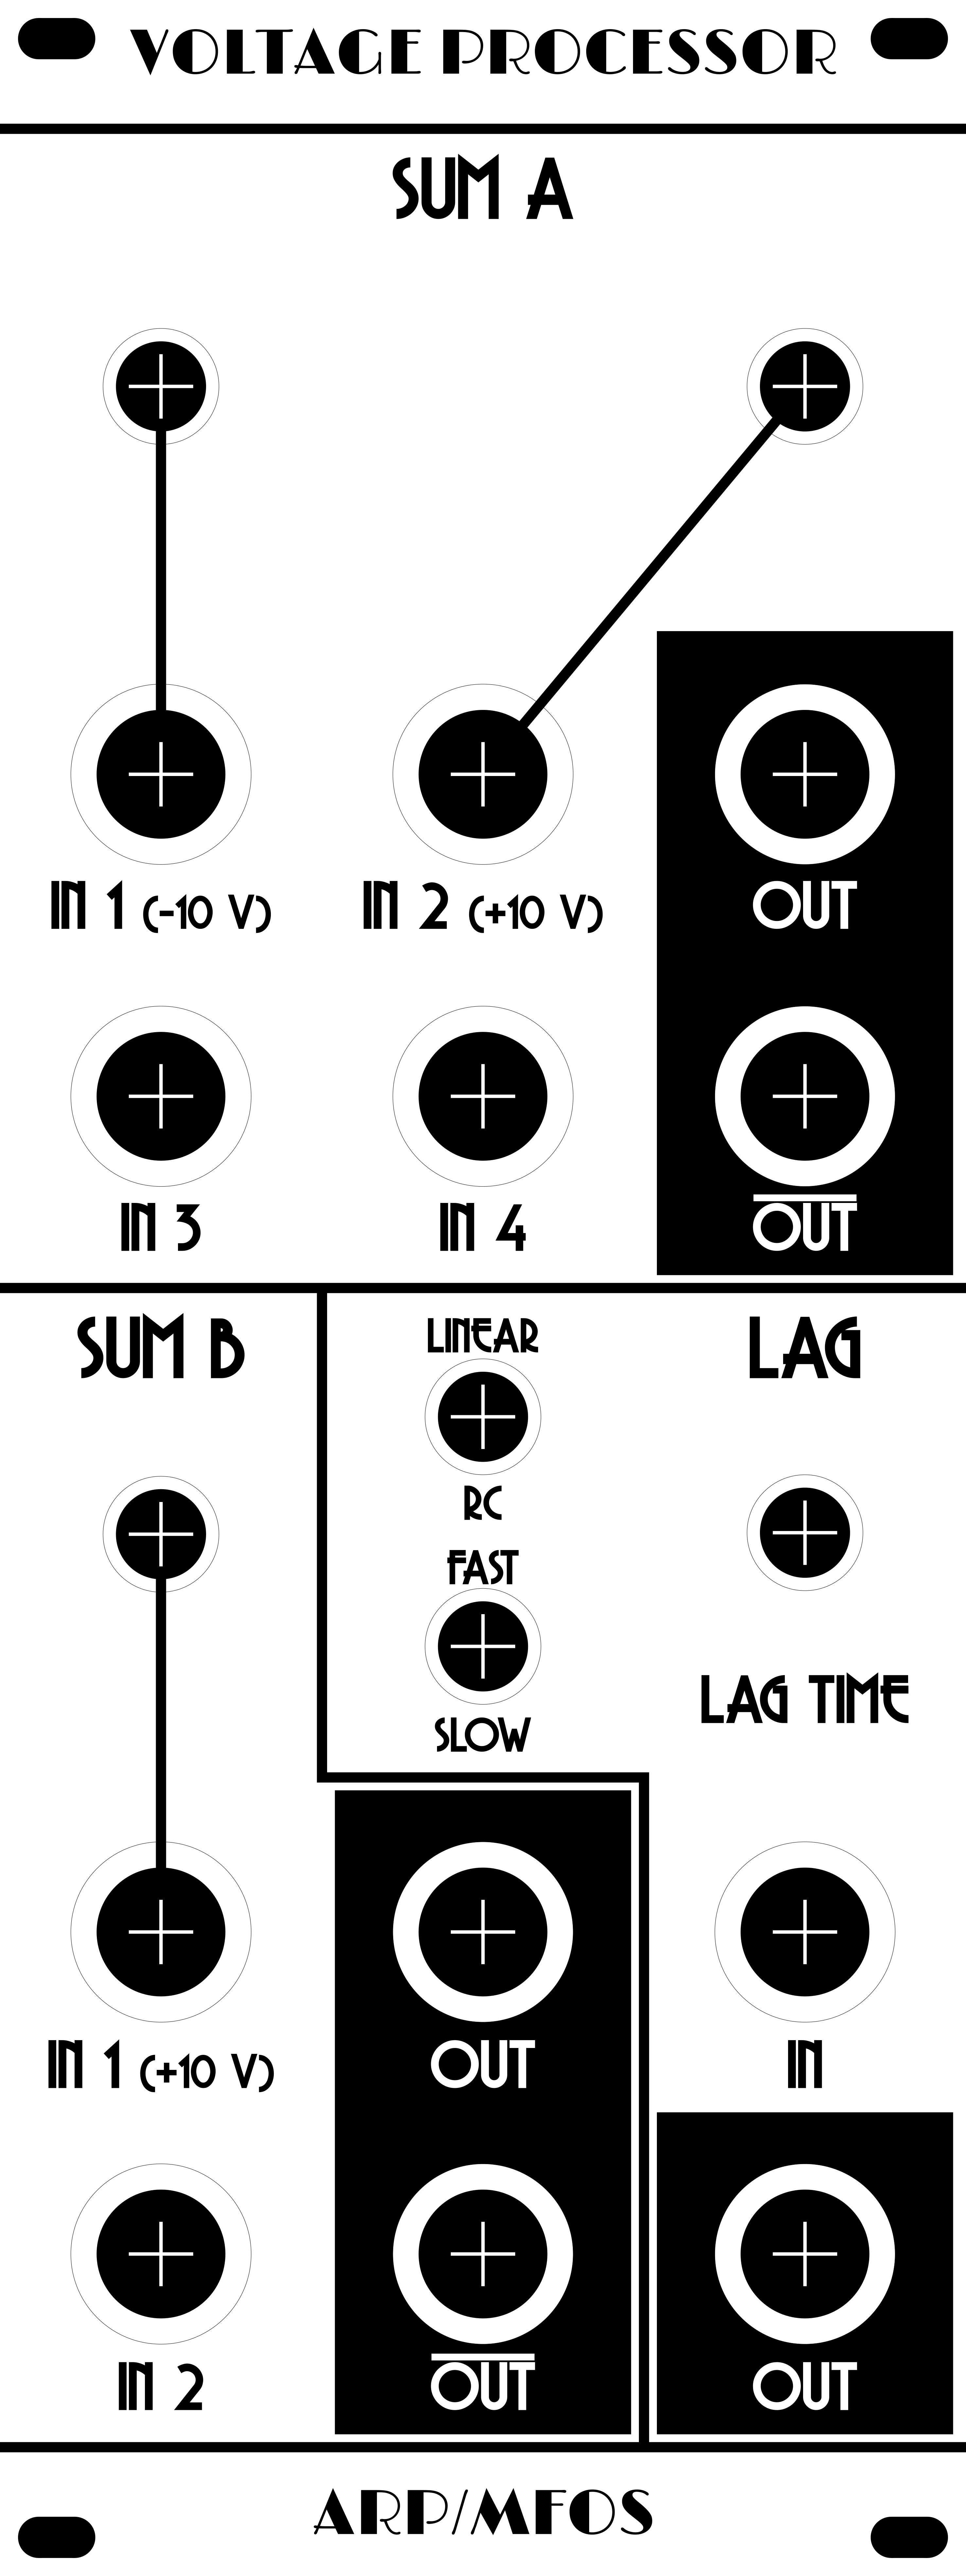 VOLTAGE PROCESSOR
SUM A
IN 1 (-10 V) IN 2 (+10 V) OUT
IN 3 IN 4 OUT
SUM B LINEAR LAG
RC
FAST
LAG TIME
SLOW
IN 1 (+10 V) OUT IN
IN 2 OUT OUT
ARP/MFOS